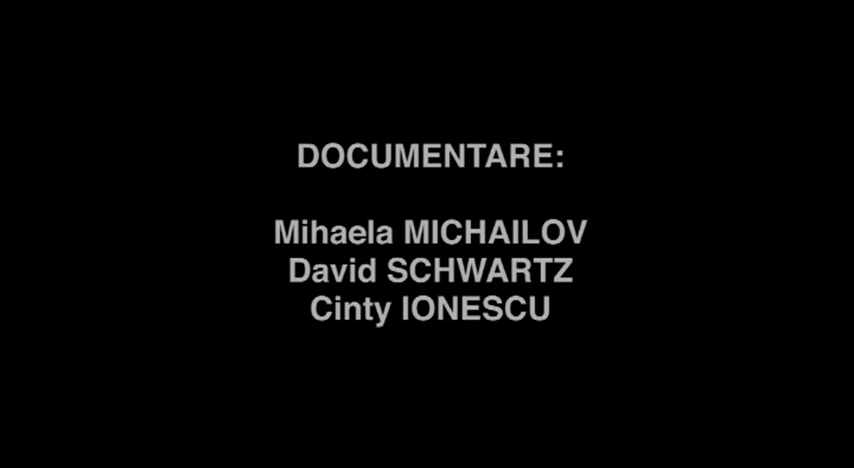 DOCUMENTARE:
Mihaela MICHAILOV
David SCHWARTZ
Cinty IONESCU